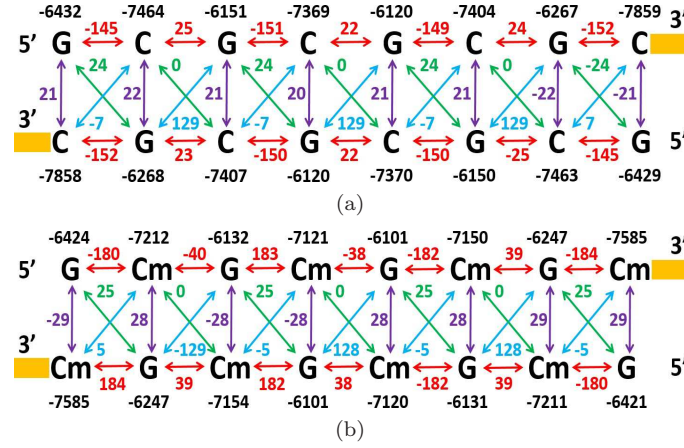 -6432 -7464 -6151 -7369 -6120 -7404 -6267 -7859
5’ G -145 C 25 G -151 C 22 G -149 C 24 G -152 C 3’
24 0 24 0 24 0 -24
21 22 21 20 21 21 -22 -21
-7 129 -7 129 -7 129 7
3’ C -152 G 23 C -150 G 22 C -150 G -25 C -145 G 5’
-7858 -6268 -7407 -6120 -7370 -6150 -7463 -6429
(a)
-6424 -7212 -6132 -7121 -6101 -7150 -6247 -7585
5’ G -180 Cm -40 G 183 Cm -38 G -182 Cm 39 G -184 Cm 3’
25 0 25 0 25 0 25
-29 28 -28 -28 28 28 29 29
5 -129 -5 128 -5 128 -5
3’ Cm 184 G 39 Cm 182 G 38 Cm -182 G 39 Cm -180 G 5’
-7585 -6247 -7154 -6101 -7120 -6131 -7211 -6421
(b)